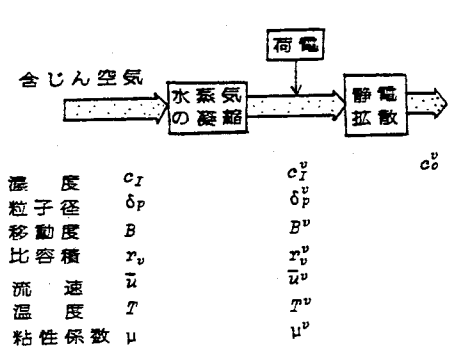 荷電
含じん空気
水蒸気
の凝縮
静電
拡散
c_o^v
濃度 c_I c_I^v
粒子径 δ_P δ_P^v
移動度 B B^v
比容積 r_v r_v^v
流速 ū ū^v
温度 T T^v
粘性係数 μ μ^v